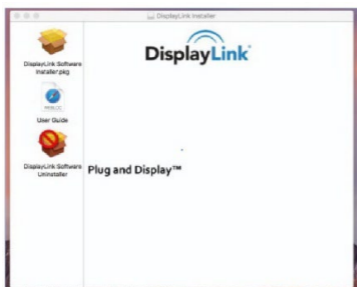 DisplayLink Installer
DisplayLink
DisplayLink Software
Installer.pkg
User Guide
DisplayLink Software
Uninstaller
Plug and Display™